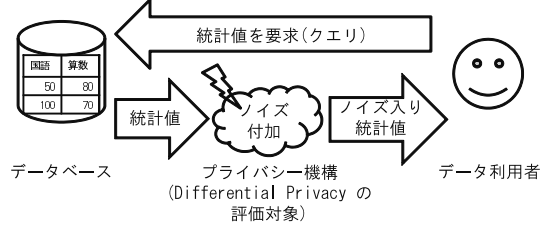 統計値を要求(クエリ)
国語 算数
50 80
100 70
統計値
ノイズ
付加
ノイズ入り
統計値
データベース
プライバシー機構
(Differential Privacy の
評価対象)
データ利用者